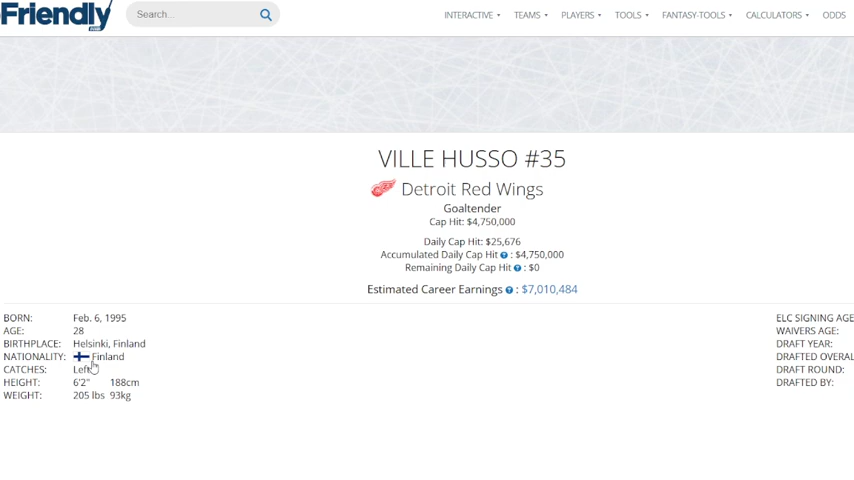 Friendly
Search...
INTERACTIVE TEAMS PLAYERS TOOLS FANTASY-TOOLS CALCULATORS ODDS
VILLE HUSSO #35
Detroit Red Wings
Goaltender
Cap Hit: $4,750,000
Daily Cap Hit: $25,676
Accumulated Daily Cap Hit : $4,750,000
Remaining Daily Cap Hit : $0
Estimated Career Earnings : $7,010,484
BORN: Feb. 6, 1995
AGE: 28
BIRTHPLACE: Helsinki, Finland
NATIONALITY: Finland
CATCHES: Left
HEIGHT: 6'2" 188cm
WEIGHT: 205 lbs 93kg
ELC SIGNING AGE
WAIVERS AGE:
DRAFT YEAR:
DRAFTED OVERAL
DRAFT ROUND:
DRAFTED BY: